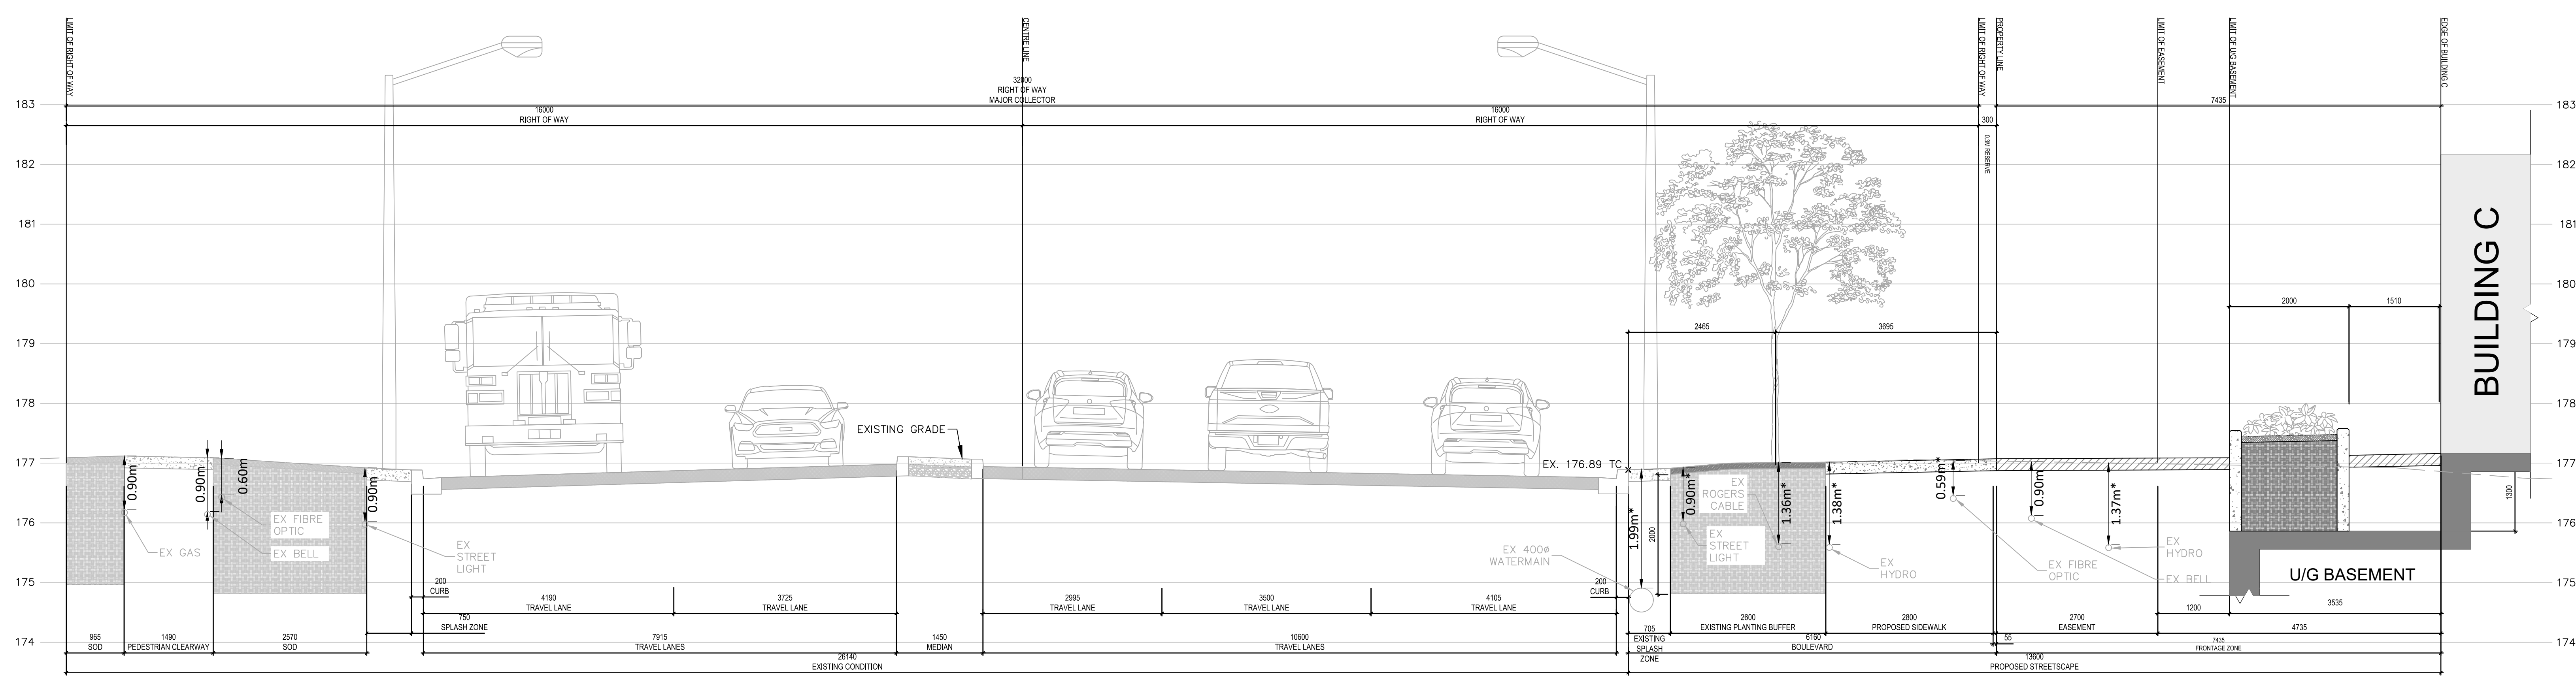 LIMIT OF RIGHT OF WAY
CENTRE LINE
LIMIT OF RIGHT OF WAY
PROPERTY LINE
LIMIT OF EASEMENT
LIMIT OF U/G BASEMENT
EDGE OF BUILDING C
32000
RIGHT OF WAY
MAJOR COLLECTOR
183
7435
183
16000
RIGHT OF WAY
16000
RIGHT OF WAY
300
0.3M RESERVE
182
182
181
181
180
180
2000
1510
2465
3695
179
179
BUILDING C
178
178
EXISTING GRADE
EX. 176.89 TC
177
177
0.90m
0.90m
0.60m
0.90m
1.99m*
2000
0.90m*
1.36m*
1.38m*
0.59m*
0.90m
1.37m*
1300
EX
ROGERS
CABLE
176
176
EX FIBRE
OPTIC
EX GAS
EX BELL
EX
STREET
LIGHT
EX 400ø
WATERMAIN
EX
STREET
LIGHT
EX
HYDRO
EX FIBRE
OPTIC
EX
HYDRO
EX BELL
U/G BASEMENT
175
175
200
CURB
200
CURB
4190
TRAVEL LANE
3725
TRAVEL LANE
2995
TRAVEL LANE
3500
TRAVEL LANE
4105
TRAVEL LANE
1200
3535
750
SPLASH ZONE
2600
EXISTING PLANTING BUFFER
2800
PROPOSED SIDEWALK
2700
EASEMENT
4735
174
174
965
SOD
1490
PEDESTRIAN CLEARWAY
2570
SOD
7915
TRAVEL LANES
1450
MEDIAN
10600
TRAVEL LANES
705
EXISTING
SPLASH
ZONE
6160
BOULEVARD
55
7435
FRONTAGE ZONE
26140
EXISTING CONDITION
13600
PROPOSED STREETSCAPE